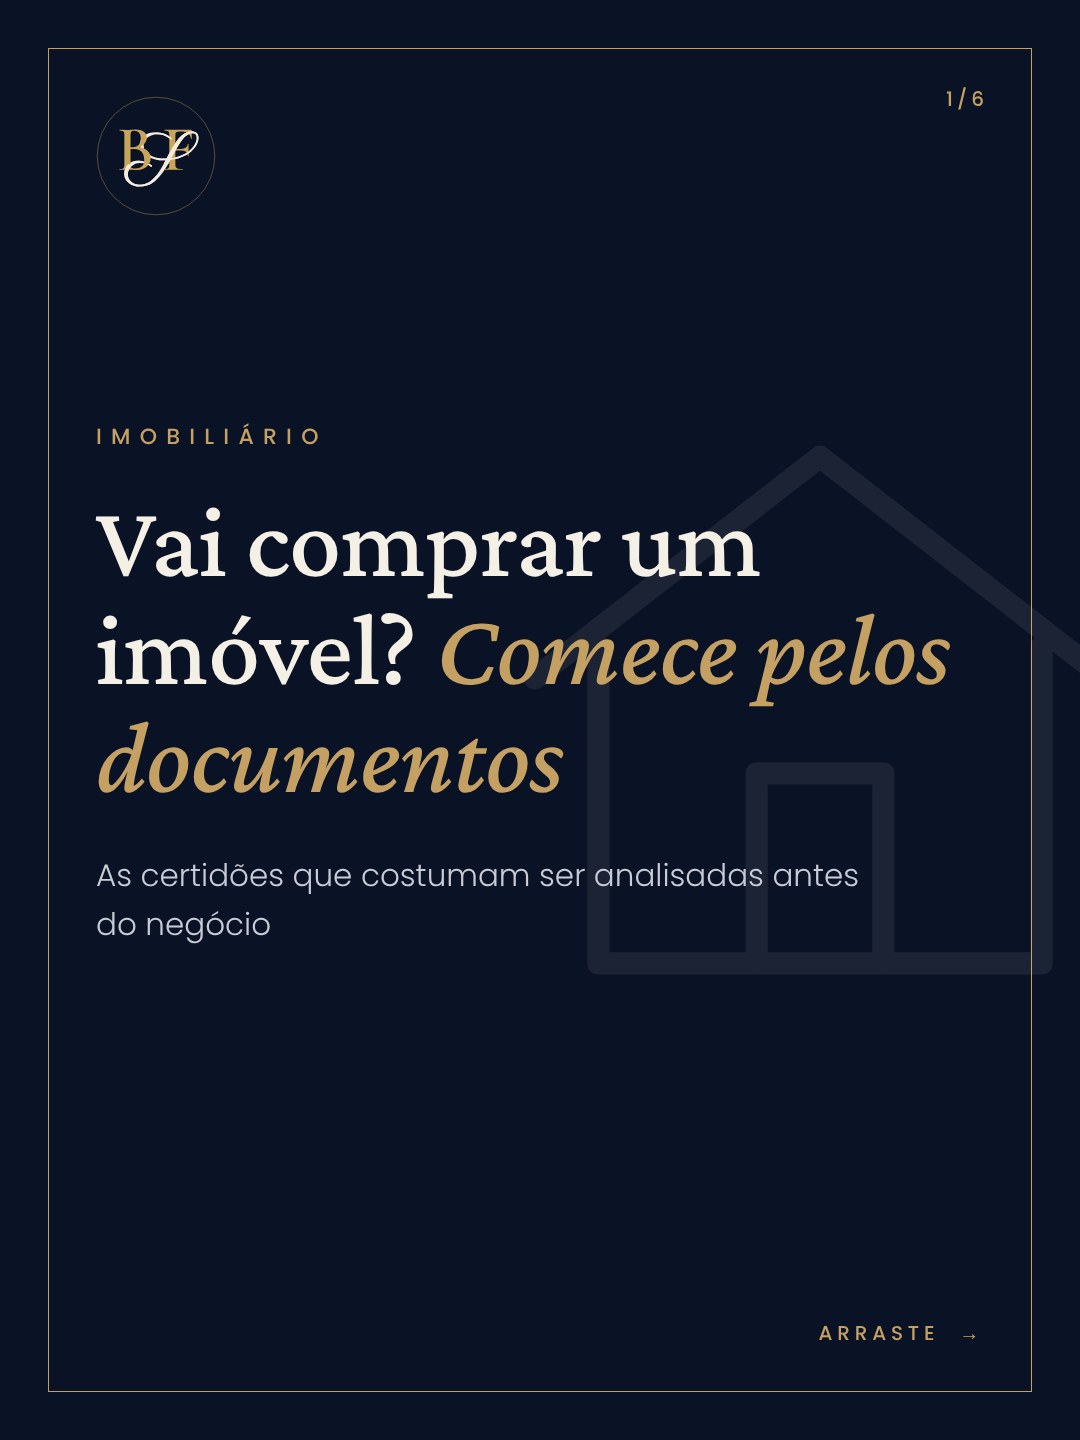 BSF
1/6
IMOBILIÁRIO
Vai comprar um
imóvel? Comece pelos
documentos
As certidões que costumam ser analisadas antes
do negócio
ARRASTE →